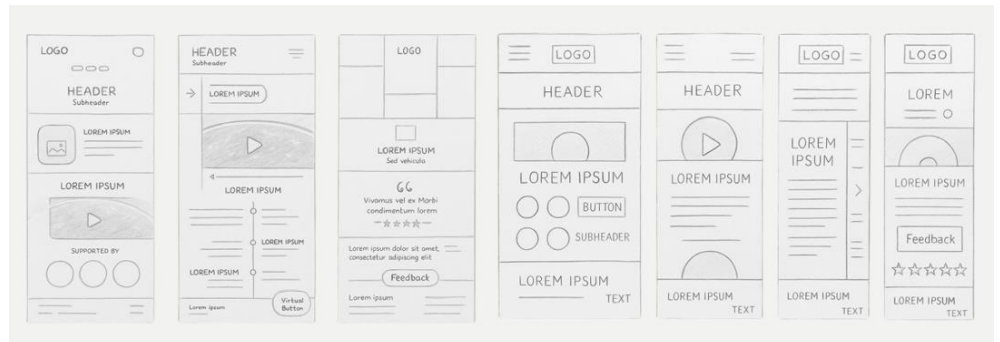 LOGO
HEADER
Subheader
LOREM IPSUM
LOREM IPSUM
SUPPORTED BY
HEADER
Subheader
LOREM IPSUM
LOREM IPSUM
LOREM IPSUM
LOREM IPSUM
Lorem ipsum
Virtual
Button
LOGO
LOREM IPSUM
Sed vehicula
66
Vivamus vel ex Morbi
condimentum lorem
Lorem ipsum dolor sit amet,
consectetur adipiscing elit
Feedback
Lorem ipsum
LOGO
HEADER
LOREM IPSUM
BUTTON
SUBHEADER
LOREM IPSUM
TEXT
HEADER
LOREM IPSUM
LOREM IPSUM
TEXT
LOGO
LOREM
IPSUM
LOREM IPSUM
TEXT
LOGO
LOREM
LOREM IPSUM
Feedback
LOREM IPSUM
TEXT